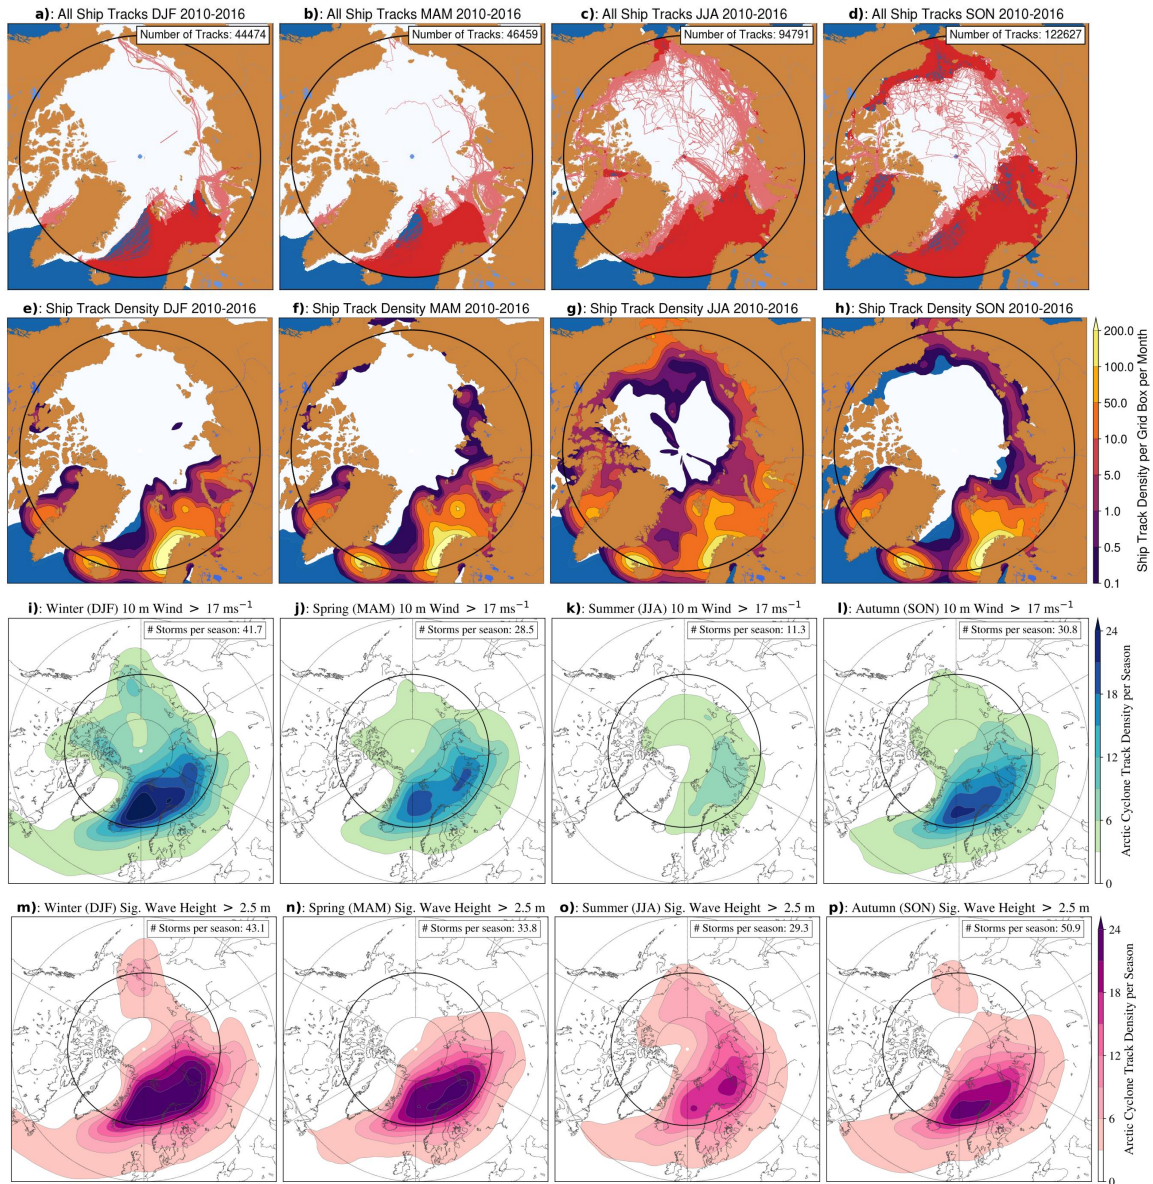 a): All Ship Tracks DJF 2010-2016
b): All Ship Tracks MAM 2010-2016
c): All Ship Tracks JJA 2010-2016
d): All Ship Tracks SON 2010-2016
Number of Tracks: 44474
Number of Tracks: 46459
Number of Tracks: 94791
Number of Tracks: 122627
e): Ship Track Density DJF 2010-2016
f): Ship Track Density MAM 2010-2016
g): Ship Track Density JJA 2010-2016
h): Ship Track Density SON 2010-2016
200.0
100.0
50.0
10.0
5.0
1.0
0.5
0.1
Ship Track Density per Grid Box per Month
i): Winter (DJF) 10 m Wind > 17 ms⁻¹
j): Spring (MAM) 10 m Wind > 17 ms⁻¹
k): Summer (JJA) 10 m Wind > 17 ms⁻¹
l): Autumn (SON) 10 m Wind > 17 ms⁻¹
# Storms per season: 41.7
# Storms per season: 28.5
# Storms per season: 11.3
# Storms per season: 30.8
24
18
12
6
0
Arctic Cyclone Track Density per Season
m): Winter (DJF) Sig. Wave Height > 2.5 m
n): Spring (MAM) Sig. Wave Height > 2.5 m
o): Summer (JJA) Sig. Wave Height > 2.5 m
p): Autumn (SON) Sig. Wave Height > 2.5 m
# Storms per season: 43.1
# Storms per season: 33.8
# Storms per season: 29.3
# Storms per season: 50.9
24
18
12
6
0
Arctic Cyclone Track Density per Season